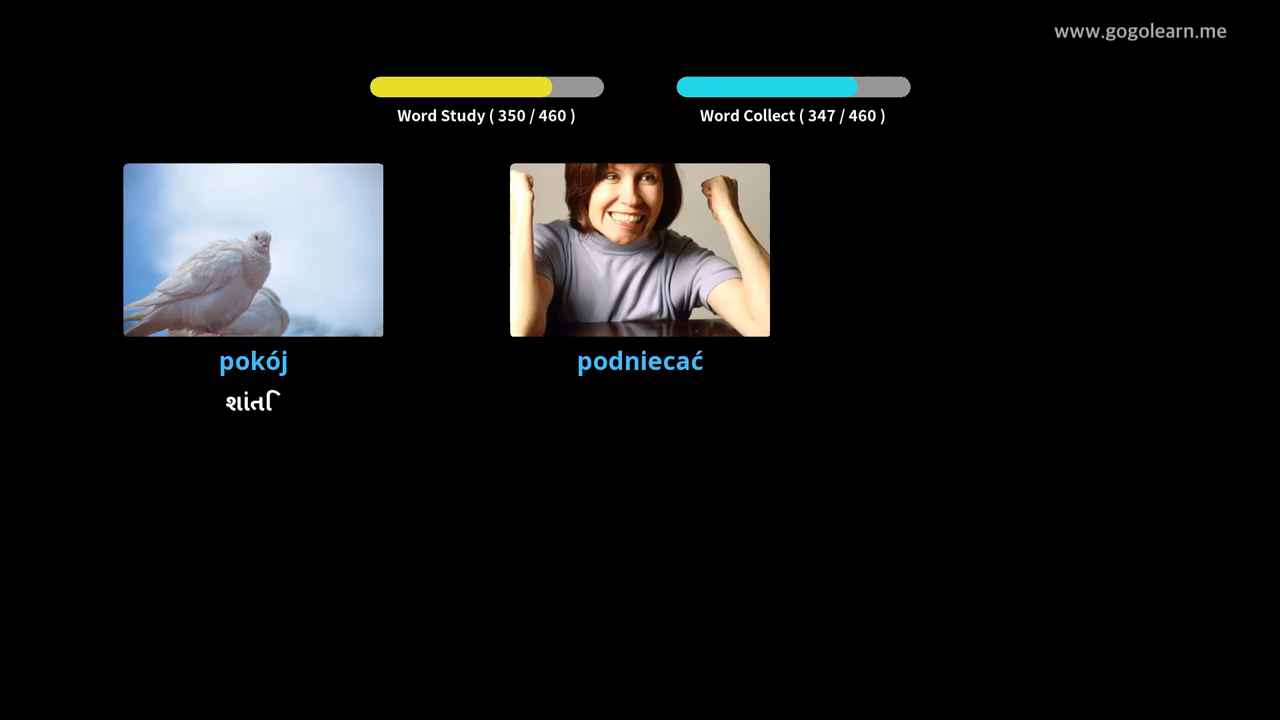 www.gogolearn.me
Word Study ( 350 / 460 )
Word Collect ( 347 / 460 )
pokój
podniecać
શાંતિ